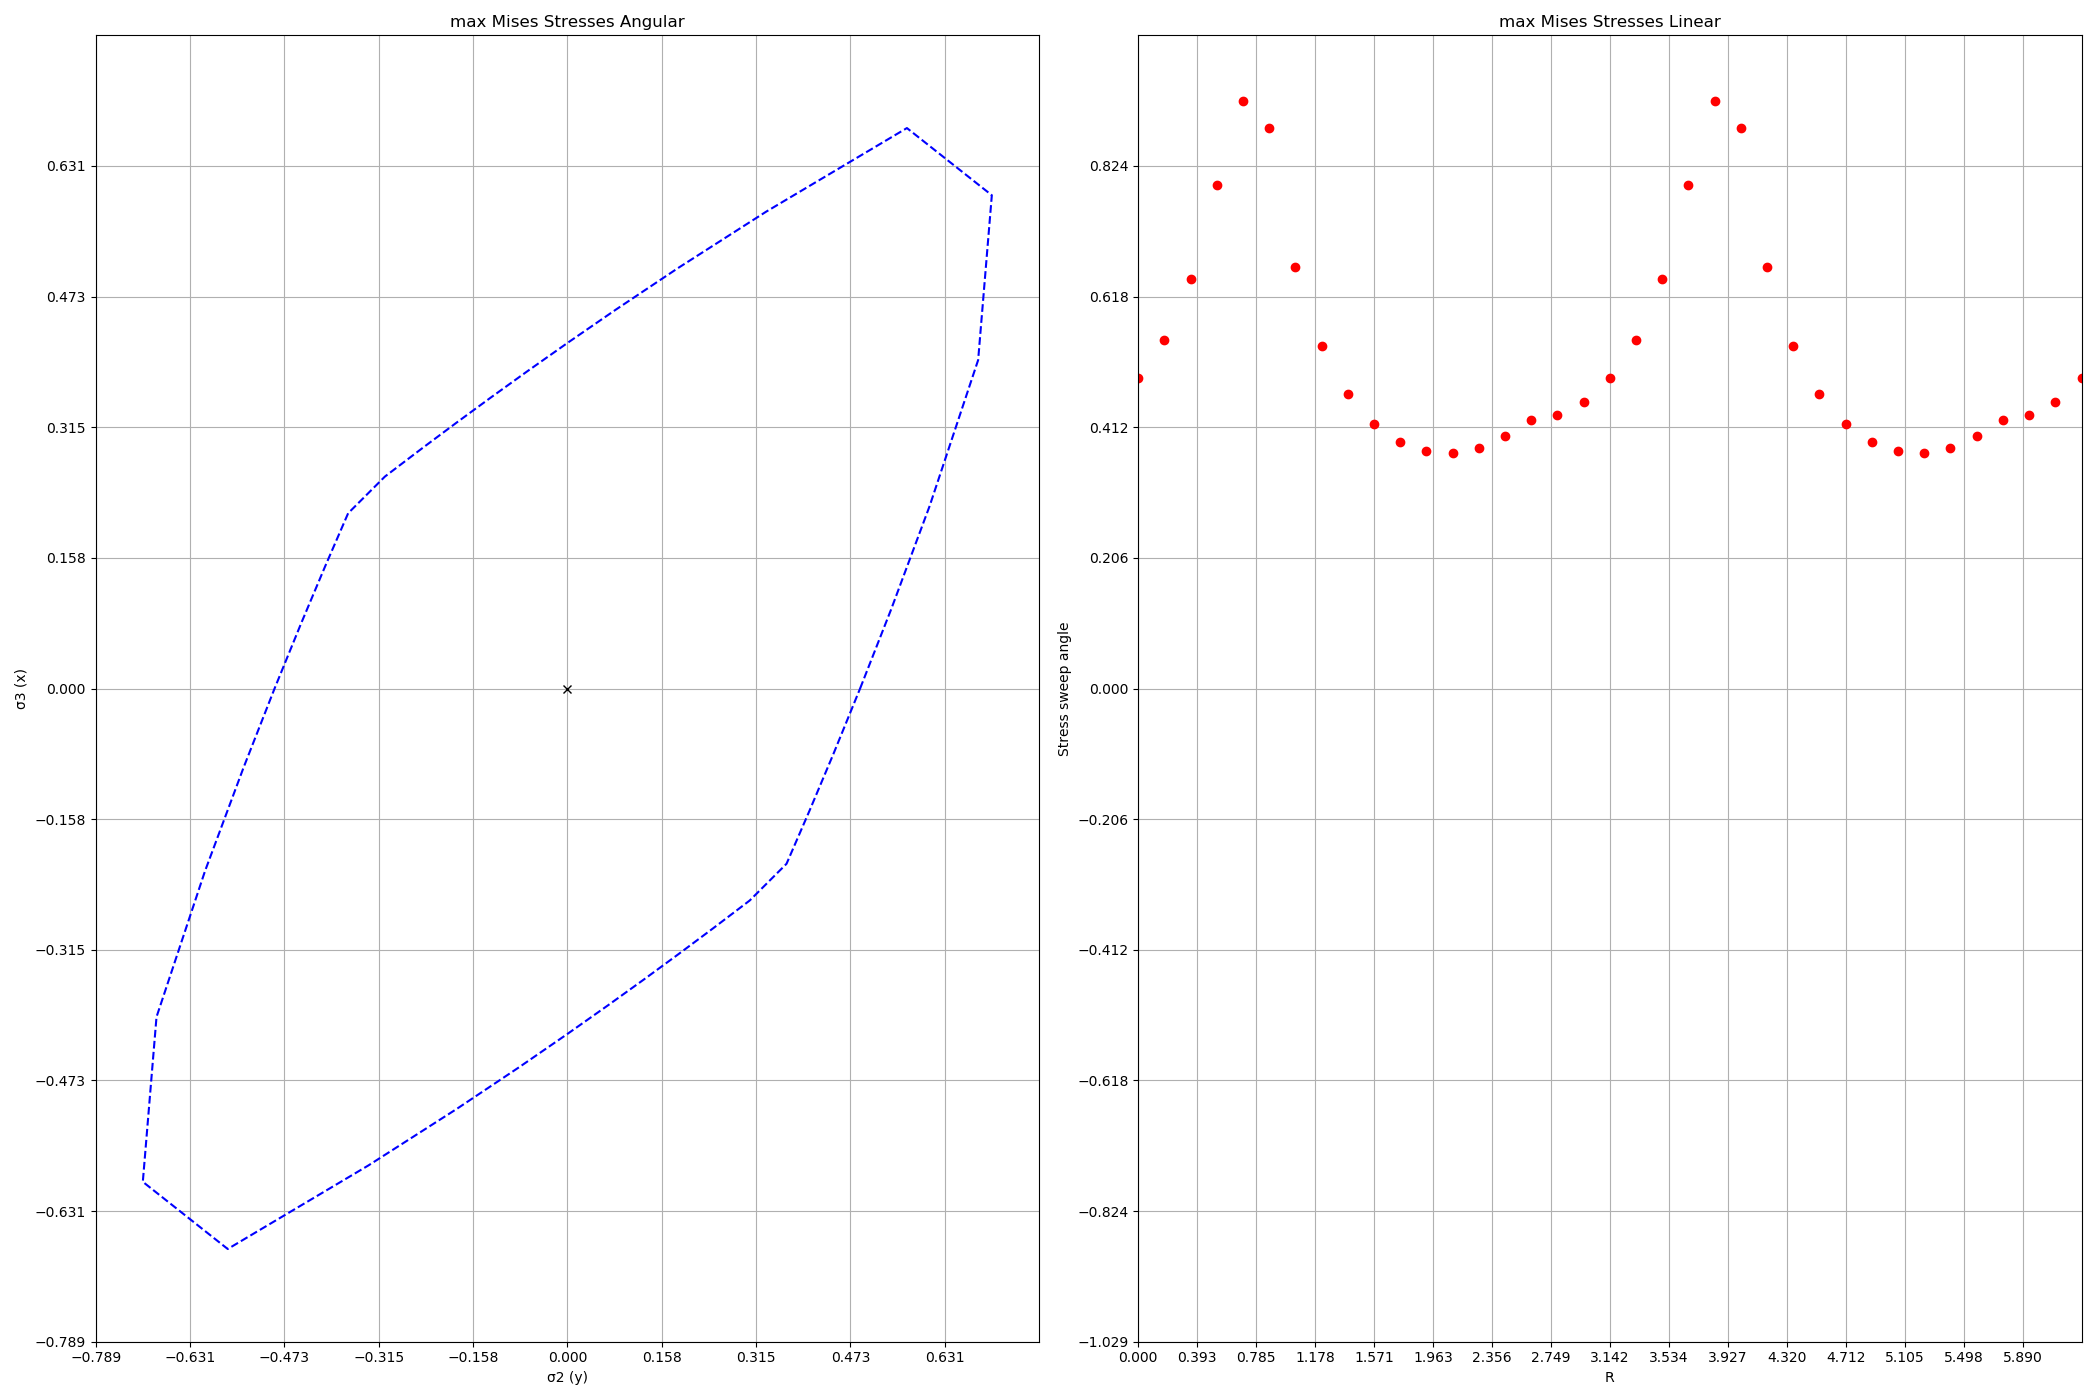 max Mises Stresses Angular
0.631
0.473
0.315
0.158
0.000
−0.158
−0.315
−0.473
−0.631
−0.789
σ3 (x)
−0.789 −0.631 −0.473 −0.315 −0.158 0.000 0.158 0.315 0.473 0.631
σ2 (y)
max Mises Stresses Linear
0.824
0.618
0.412
0.206
0.000
−0.206
−0.412
−0.618
−0.824
−1.029
Stress sweep angle
0.000 0.393 0.785 1.178 1.571 1.963 2.356 2.749 3.142 3.534 3.927 4.320 4.712 5.105 5.498 5.890
R